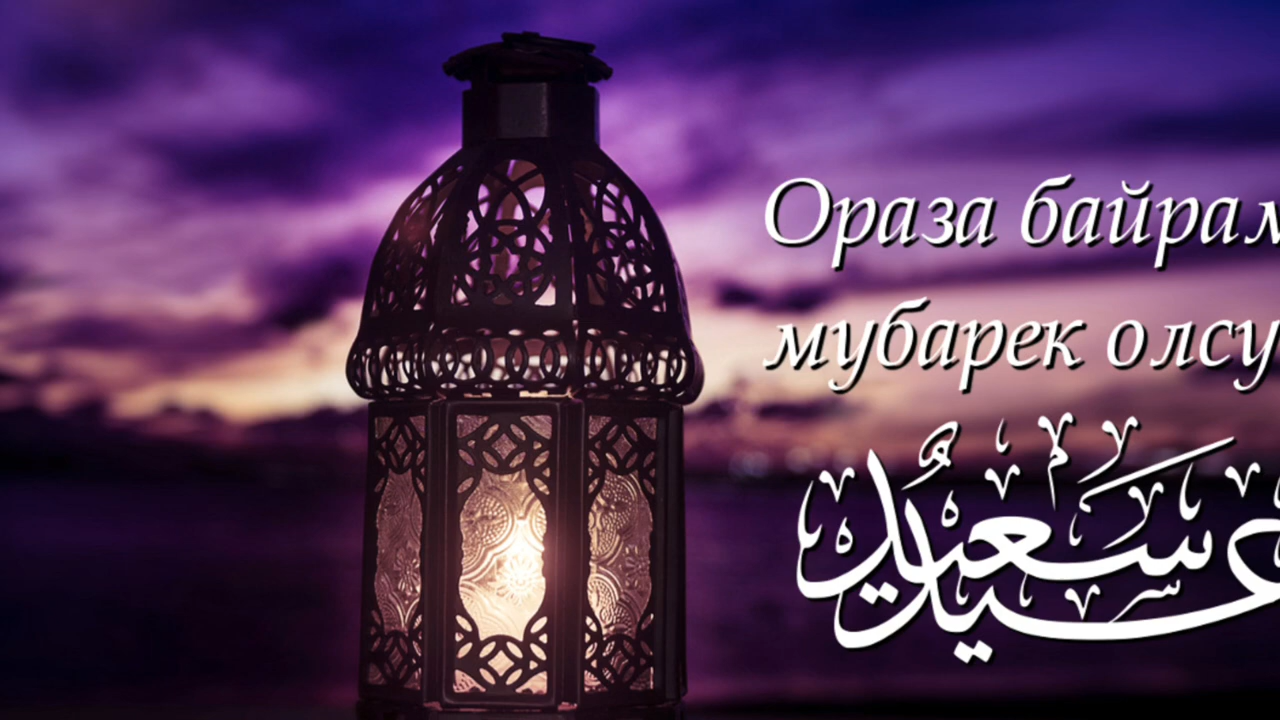 Ораза байрам
мубарек олсу
عيد سعيد